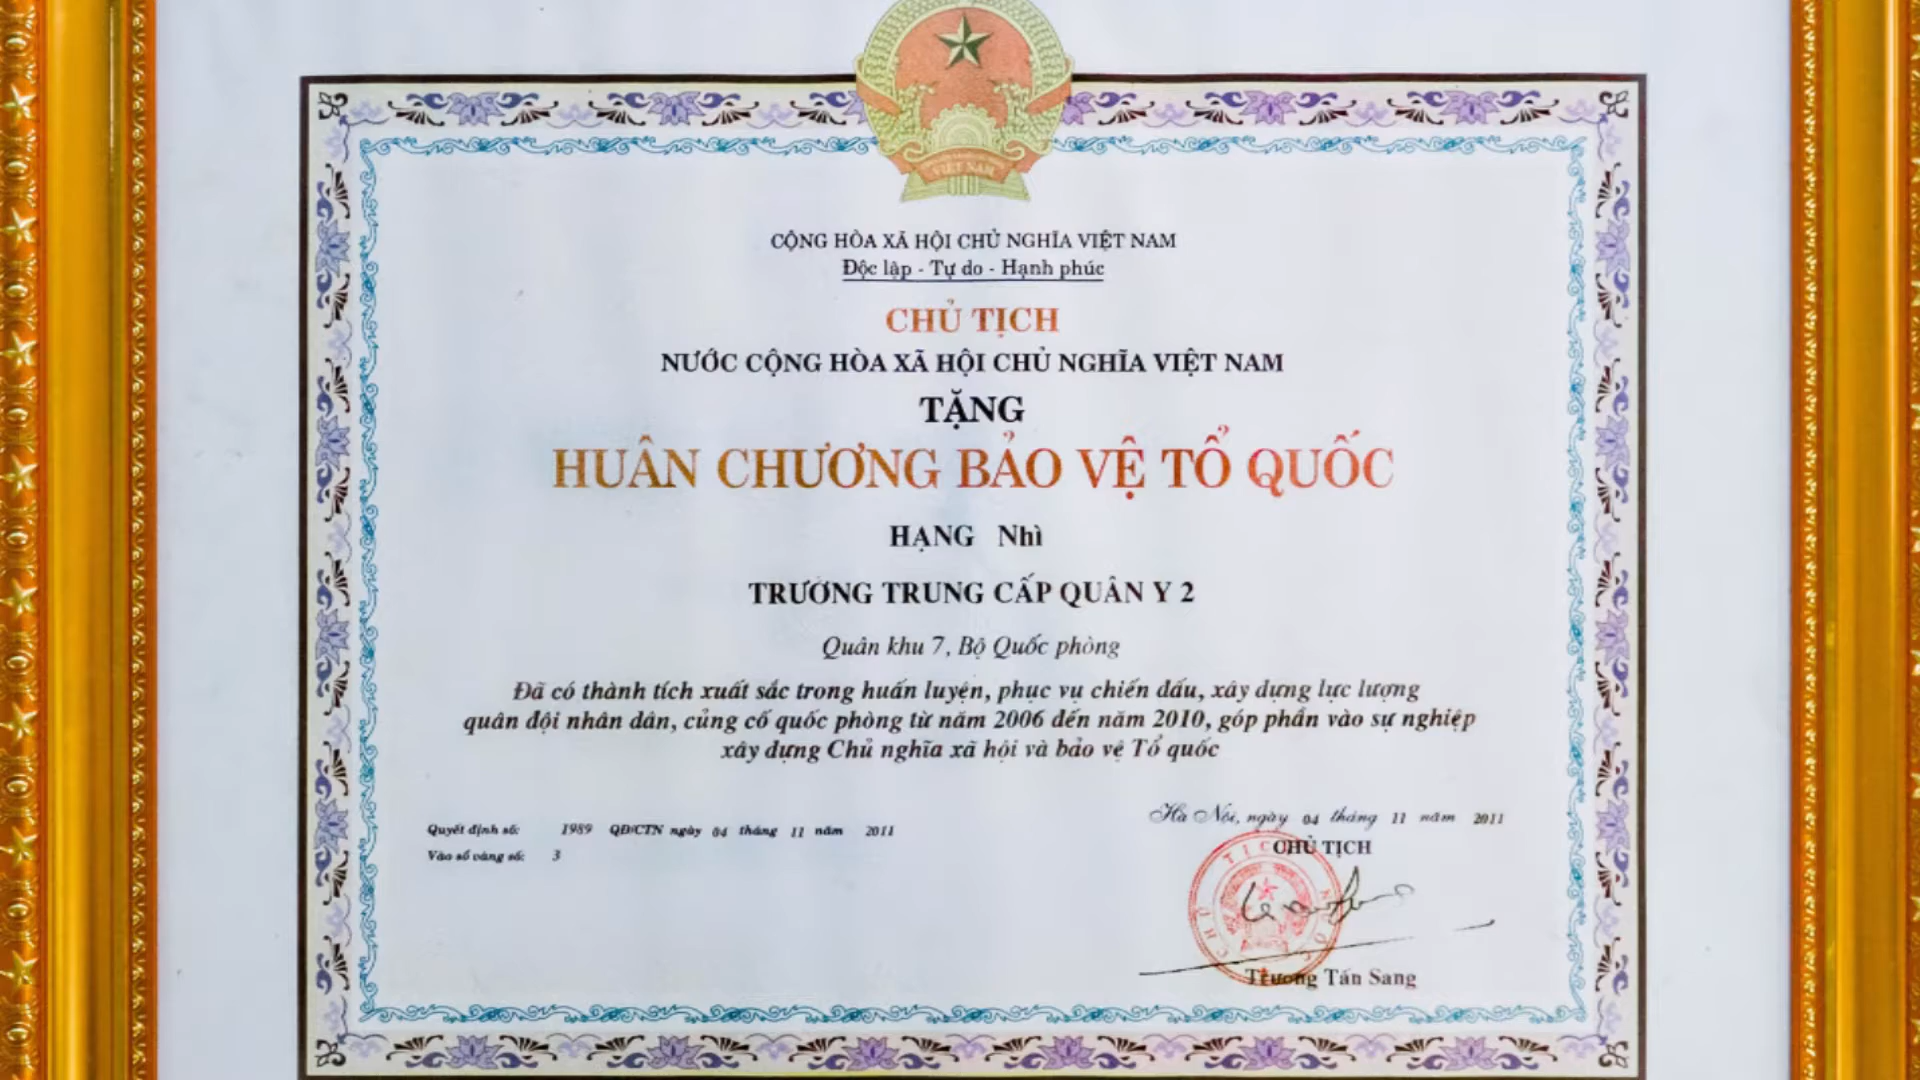 VIỆT NAM
CỘNG HÒA XÃ HỘI CHỦ NGHĨA VIỆT NAM
Độc lập - Tự do - Hạnh phúc
CHỦ TỊCH
NƯỚC CỘNG HÒA XÃ HỘI CHỦ NGHĨA VIỆT NAM
TẶNG
HUÂN CHƯƠNG BẢO VỆ TỔ QUỐC
HẠNG Nhì
TRƯỜNG TRUNG CẤP QUÂN Y 2
Quân khu 7, Bộ Quốc phòng
Đã có thành tích xuất sắc trong huấn luyện, phục vụ chiến đấu, xây dựng lực lượng
quân đội nhân dân, củng cố quốc phòng từ năm 2006 đến năm 2010, góp phần vào sự nghiệp
xây dựng Chủ nghĩa xã hội và bảo vệ Tổ quốc
Quyết định số: 1989 QĐ/CTN ngày 04 tháng 11 năm 2011
Vào sổ vàng số: 3
Hà Nội, ngày 04 tháng 11 năm 2011
CHỦ TỊCH
CHỦ TỊCH NƯỚC
Trương Tấn Sang